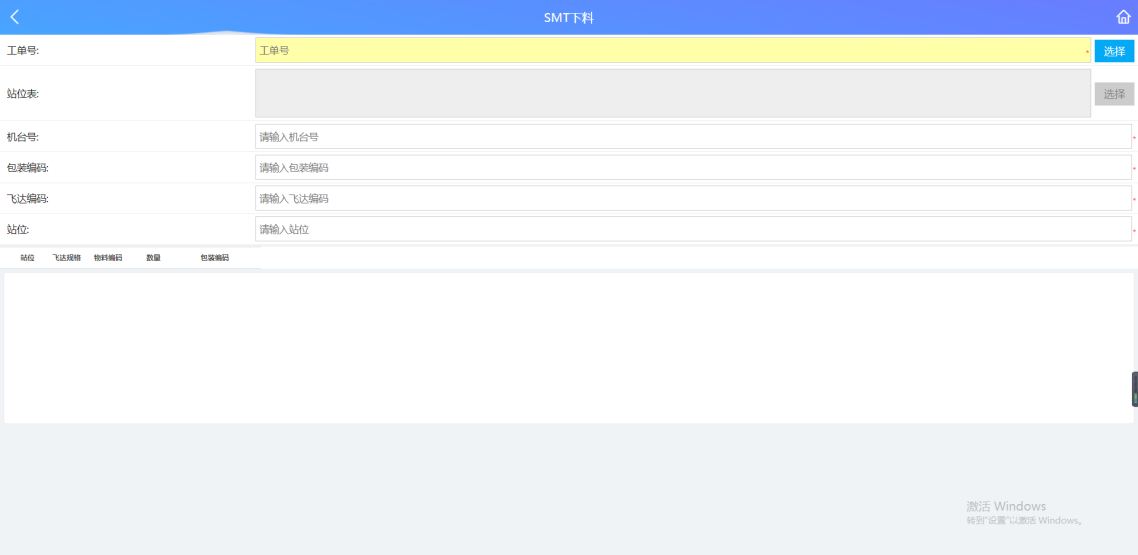 SMT下料
工单号: 工单号 * 选择
站位表: 选择
机台号: 请输入机台号 *
包装编码: 请输入包装编码 *
飞达编码: 请输入飞达编码 *
站位: 请输入站位 *
站位 飞达规格 物料编码 数量 包装编码
激活 Windows
转到"设置"以激活 Windows。